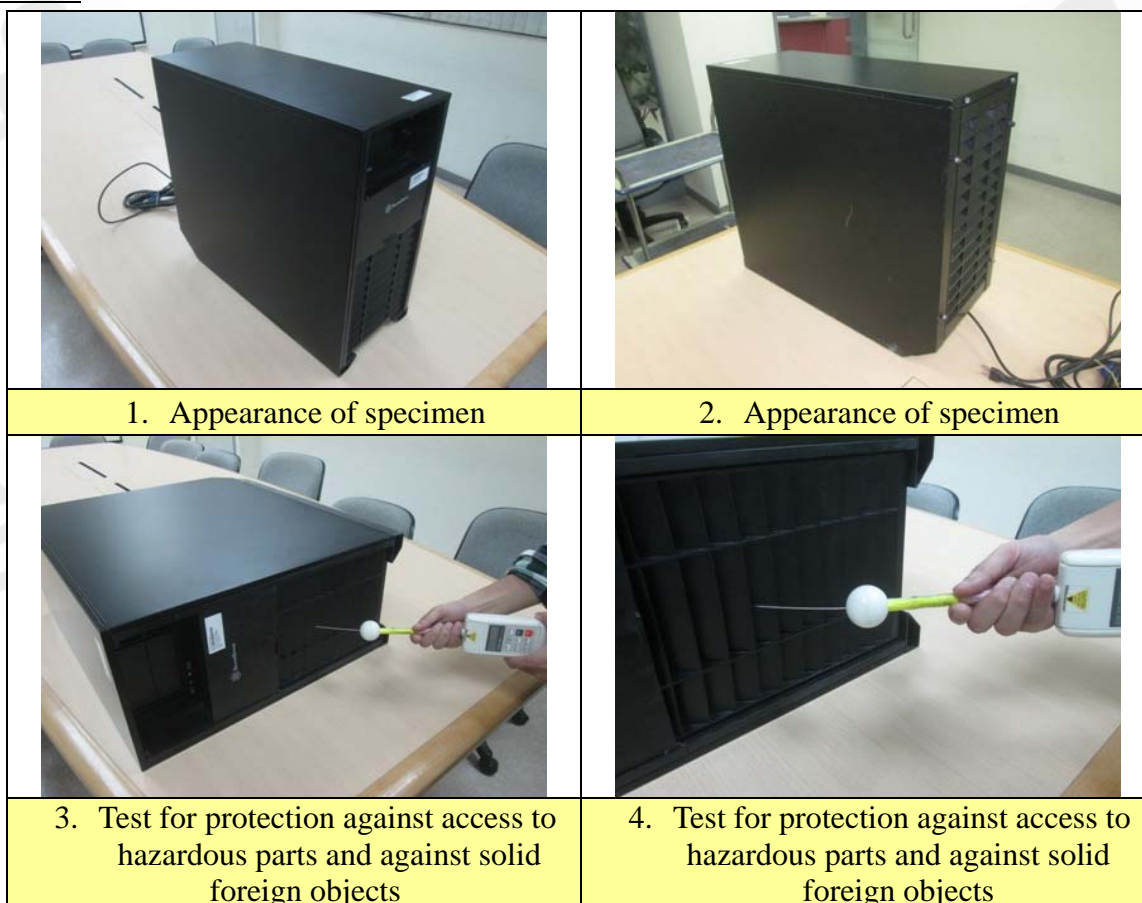 1. Appearance of specimen
2. Appearance of specimen
3. Test for protection against access to
hazardous parts and against solid
foreign objects
4. Test for protection against access to
hazardous parts and against solid
foreign objects